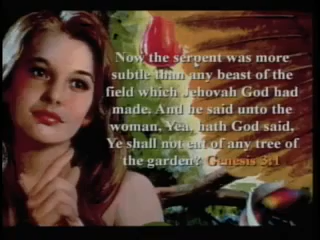 Now the serpent was more
subtle than any beast of the
field which Jehovah God had
made. And he said unto the
woman, Yea, hath God said,
Ye shall not eat of any tree of
the garden? Genesis 3:1